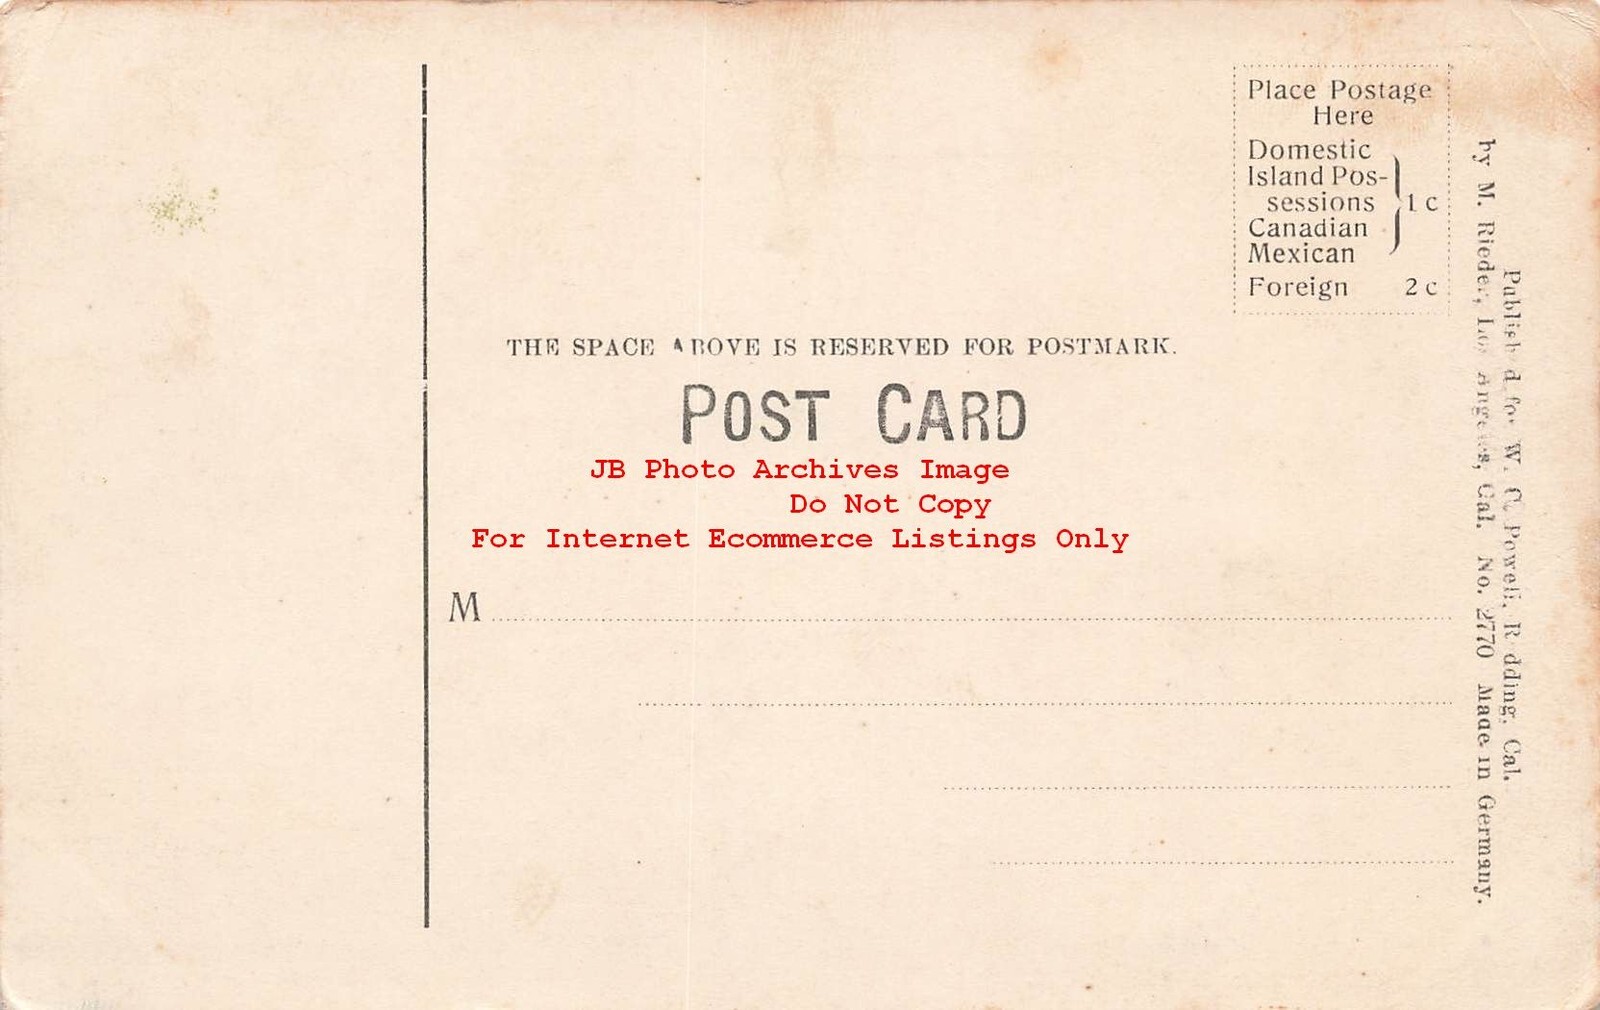 Place Postage
Here
Domestic
Island Pos-
sessions
Canadian
Mexican
1 c
Foreign 2 c
THE SPACE ABOVE IS RESERVED FOR POSTMARK.
POST CARD
JB Photo Archives Image
Do Not Copy
For Internet Ecommerce Listings Only
M
Published for W. C. Powell, Redding, Cal.
by M. Rieder, Los Angeles, Cal. No. 2770 Made in Germany.